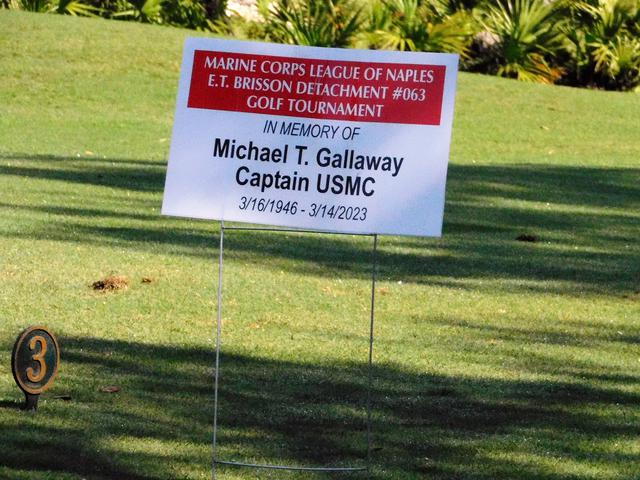 MARINE CORPS LEAGUE OF NAPLES
E.T. BRISSON DETACHMENT #063
GOLF TOURNAMENT
IN MEMORY OF
Michael T. Gallaway
Captain USMC
3/16/1946 - 3/14/2023
3